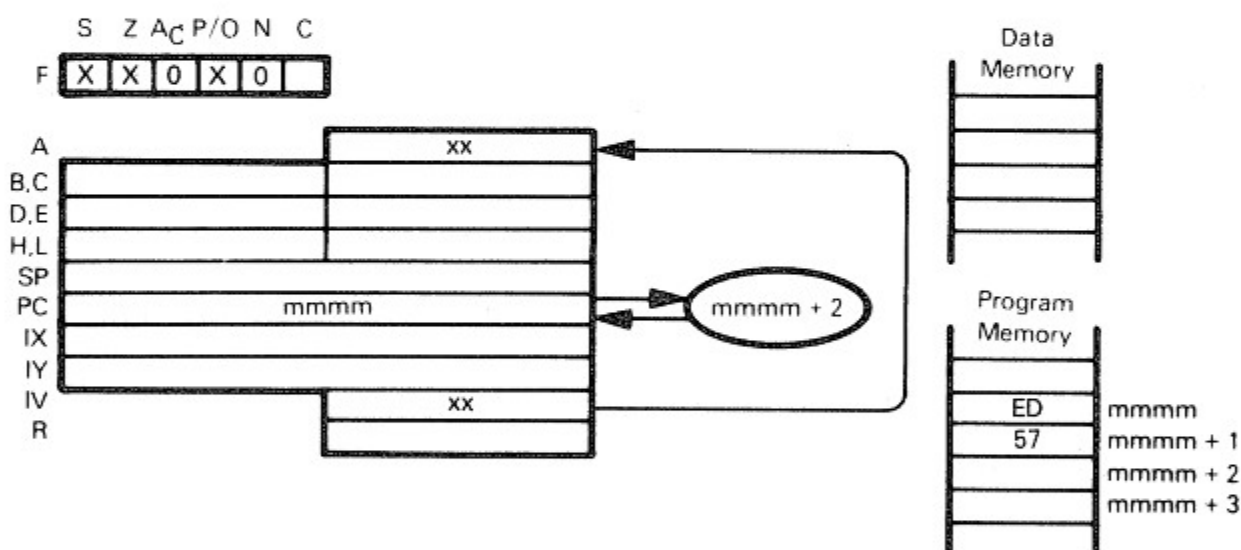 S Z AC P/O N C
F X X 0 X 0
A xx
B,C
D,E
H,L
SP
PC mmmm
IX
IY
IV xx
R
mmmm + 2
Data
Memory
Program
Memory
ED mmmm
57 mmmm + 1
mmmm + 2
mmmm + 3